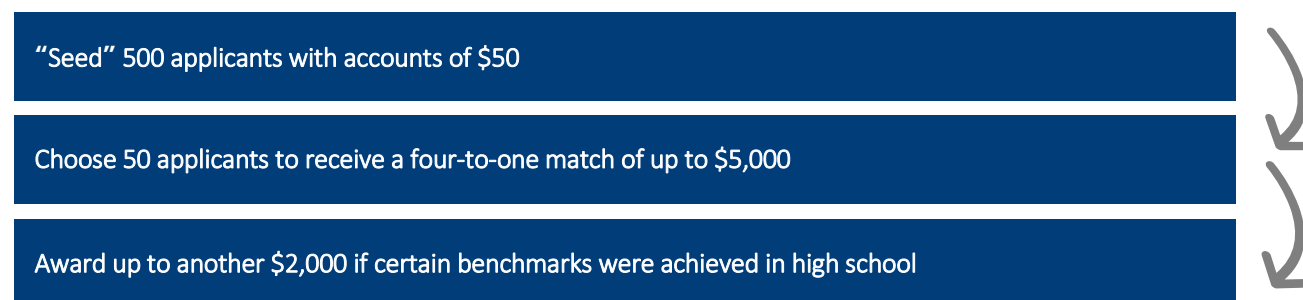 “Seed” 500 applicants with accounts of $50
Choose 50 applicants to receive a four-to-one match of up to $5,000
Award up to another $2,000 if certain benchmarks were achieved in high school